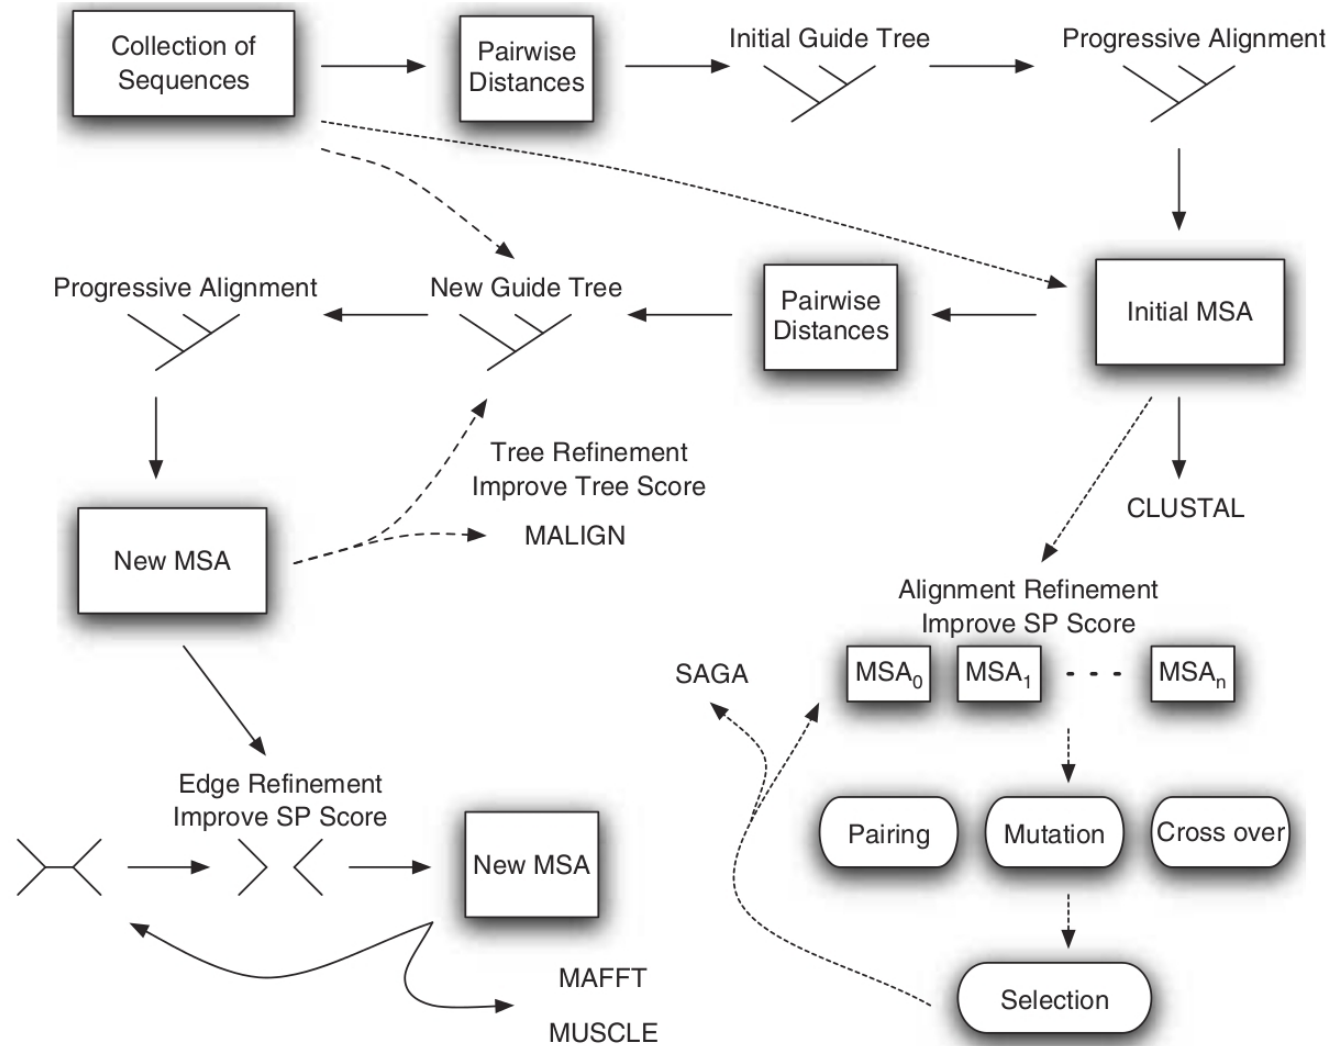 Collection of
Sequences
Pairwise
Distances
Initial Guide Tree
Progressive Alignment
Progressive Alignment
New Guide Tree
Pairwise
Distances
Initial MSA
Tree Refinement
Improve Tree Score
MALIGN
CLUSTAL
New MSA
Alignment Refinement
Improve SP Score
SAGA
MSA0
MSA1
- - -
MSAn
Edge Refinement
Improve SP Score
New MSA
Pairing
Mutation
Cross over
MAFFT
MUSCLE
Selection